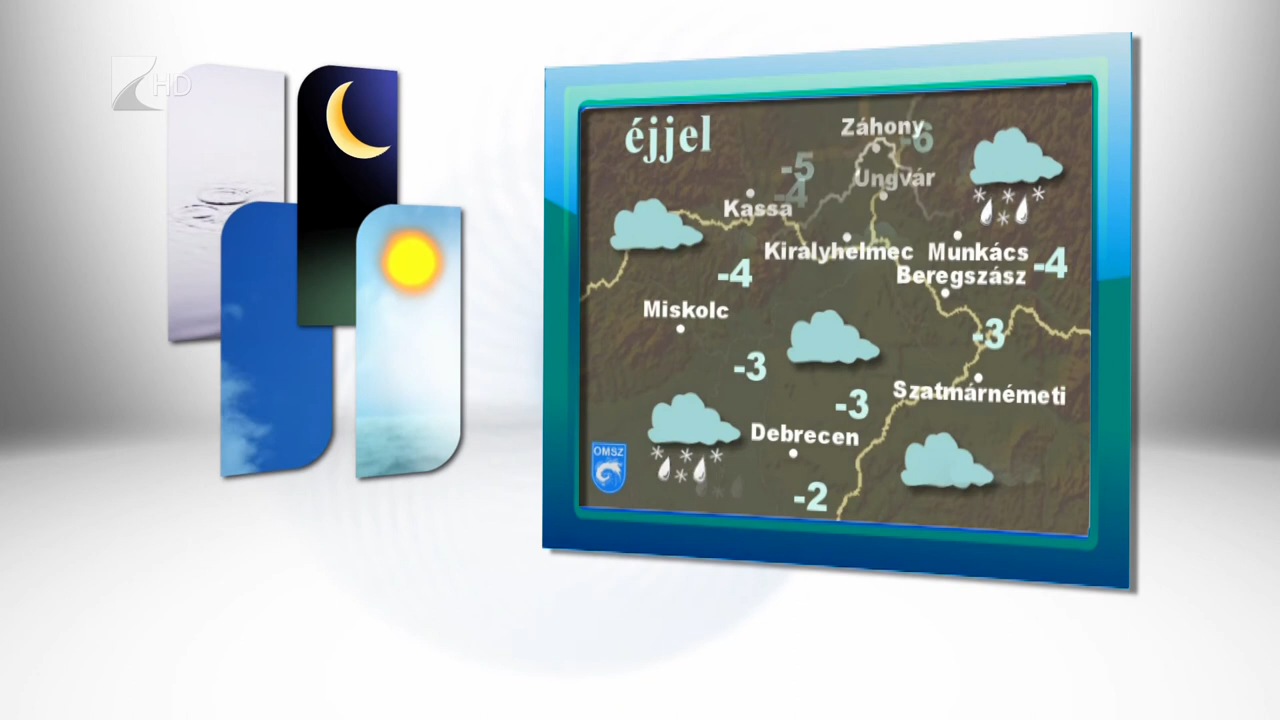 HD
éjjel
Záhony
-6
-5
-4
Ungvár
Kassa
Királyhelmec
Munkács
-4
Beregszász
-4
Miskolc
-3
-3
Szatmárnémeti
-3
Debrecen
OMSZ
-2